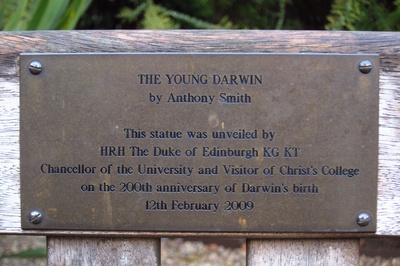 THE YOUNG DARWIN
by Anthony Smith
This statue was unveiled by
HRH The Duke of Edinburgh KG KT
Chancellor of the University and Visitor of Christ's College
on the 200th anniversary of Darwin's birth
12th February 2009